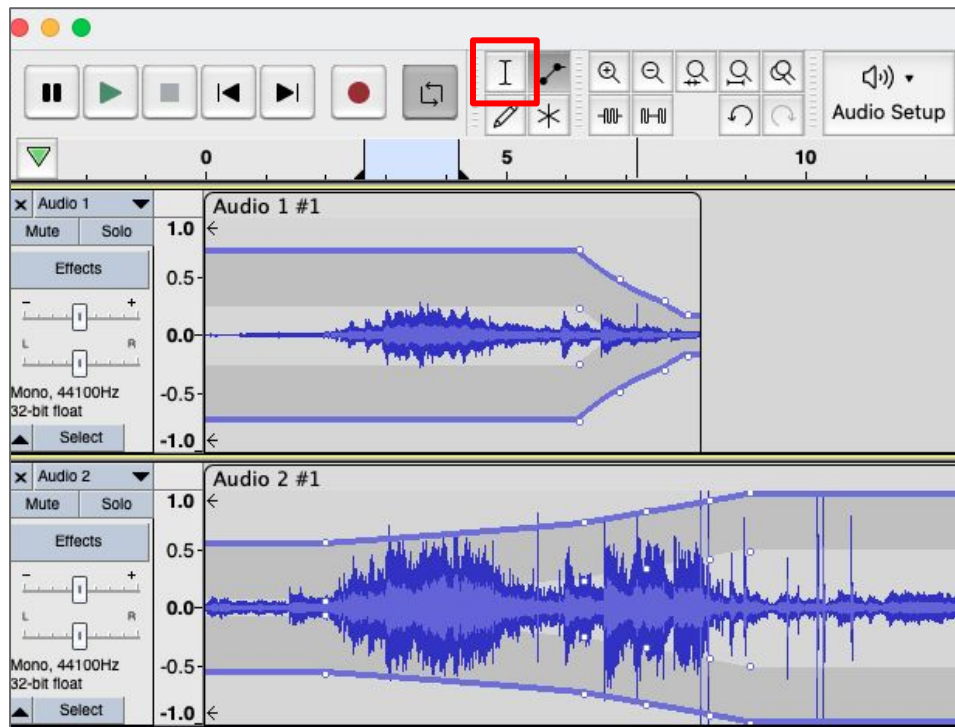 Audio Setup
0 5 10
Audio 1
Audio 1 #1
Mute Solo
1.0
Effects
0.5
- +
0.0
L R
Mono, 44100Hz
-0.5
32-bit float
Select
-1.0
Audio 2
Audio 2 #1
Mute Solo
1.0
Effects
0.5
- +
0.0
L R
Mono, 44100Hz
-0.5
32-bit float
Select
-1.0